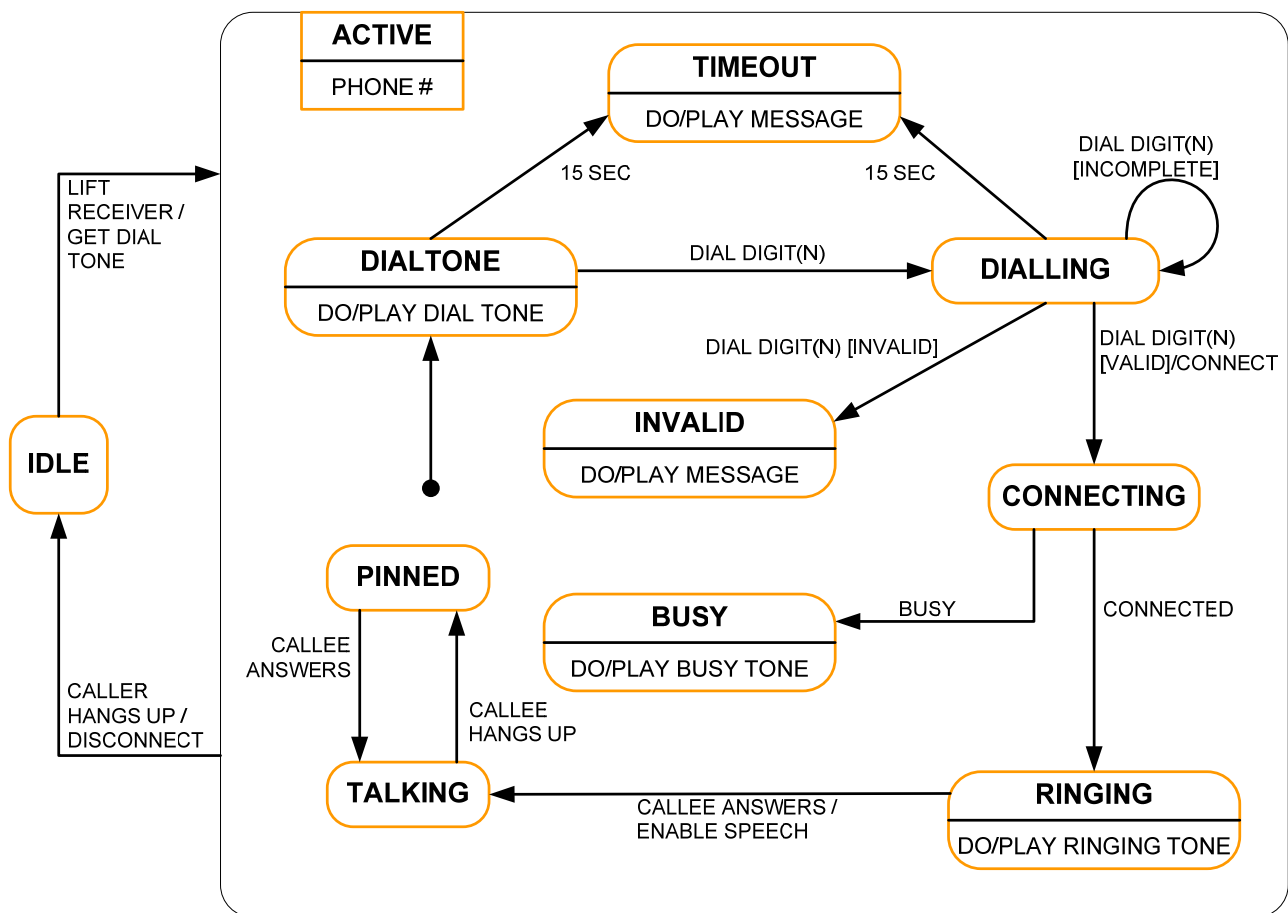 ACTIVE
PHONE #
TIMEOUT
DO/PLAY MESSAGE
DIAL DIGIT(N)
[INCOMPLETE]
15 SEC
15 SEC
LIFT
RECEIVER /
GET DIAL
TONE
DIALTONE
DO/PLAY DIAL TONE
DIAL DIGIT(N)
DIALLING
DIAL DIGIT(N) [INVALID]
DIAL DIGIT(N)
[VALID]/CONNECT
IDLE
INVALID
DO/PLAY MESSAGE
CONNECTING
PINNED
BUSY
DO/PLAY BUSY TONE
BUSY
CONNECTED
CALLEE
ANSWERS
CALLEE
HANGS UP
CALLER
HANGS UP /
DISCONNECT
TALKING
CALLEE ANSWERS /
ENABLE SPEECH
RINGING
DO/PLAY RINGING TONE